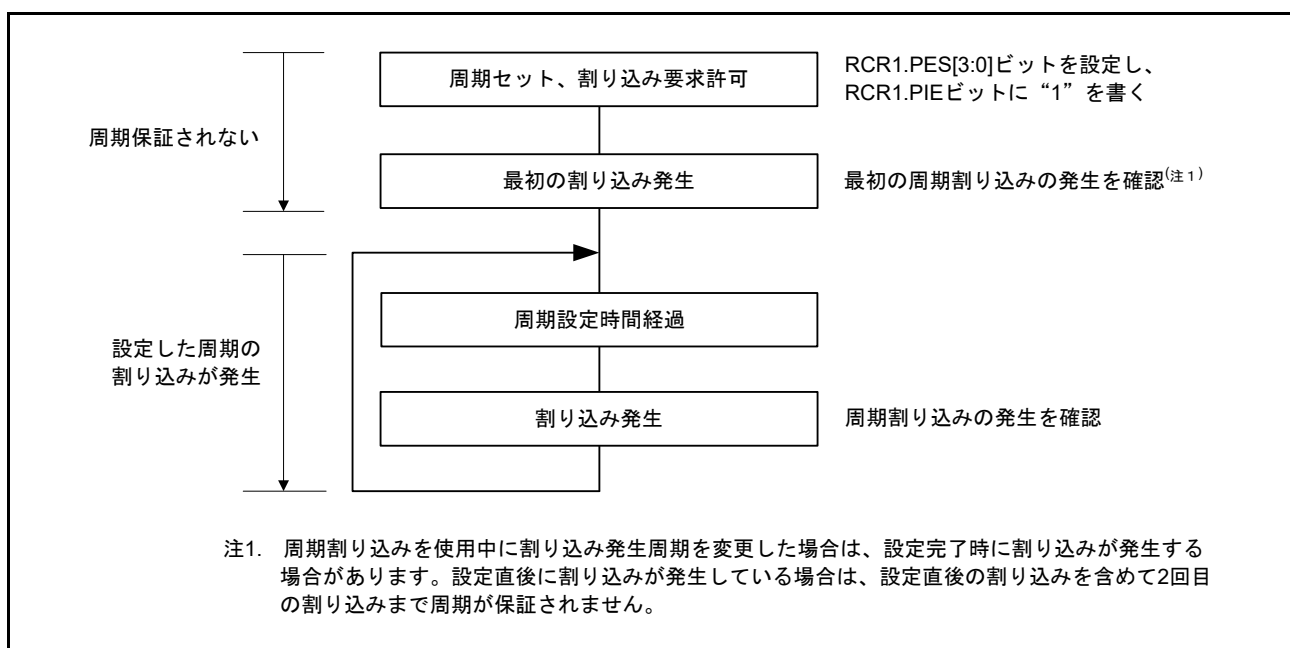 周期セット、割り込み要求許可
RCR1.PES[3:0]ビットを設定し、
RCR1.PIEビットに“1”を書く
周期保証されない
最初の割り込み発生
最初の周期割り込みの発生を確認(注1)
周期設定時間経過
設定した周期の
割り込みが発生
割り込み発生
周期割り込みの発生を確認
注1. 周期割り込みを使用中に割り込み発生周期を変更した場合は、設定完了時に割り込みが発生する
場合があります。設定直後に割り込みが発生している場合は、設定直後の割り込みを含めて2回目
の割り込みまで周期が保証されません。